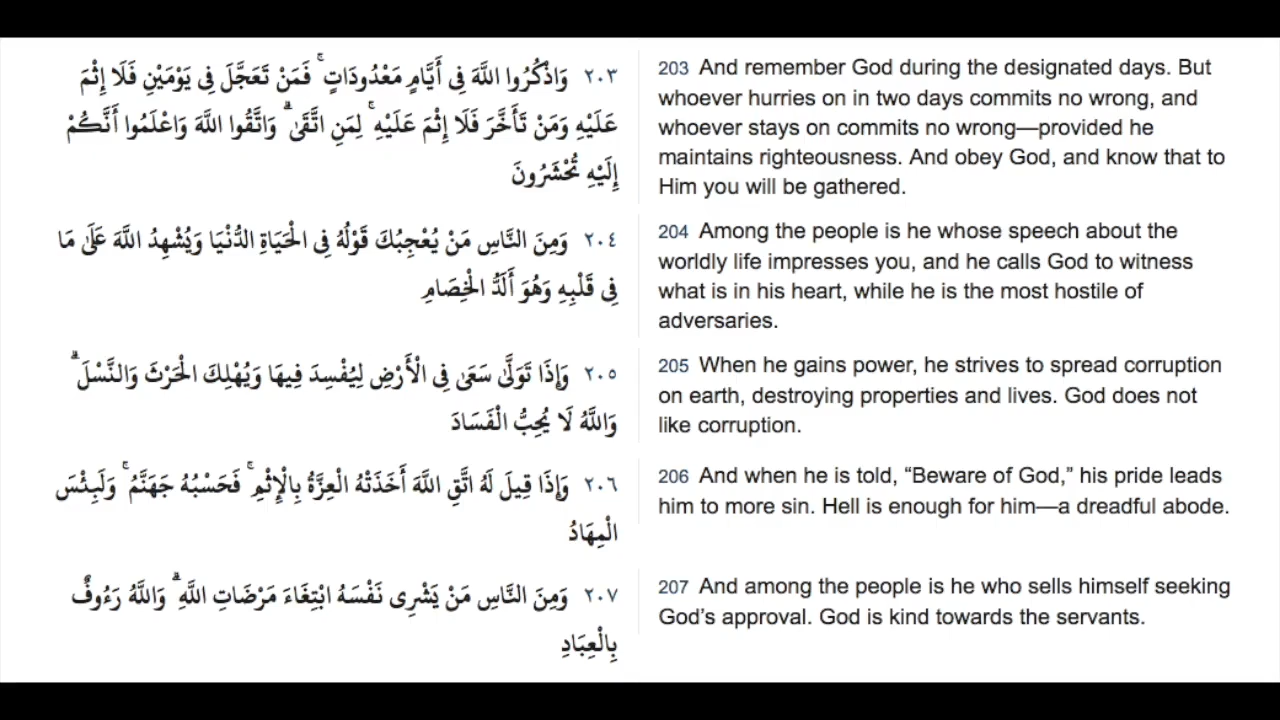 ٢٠٣ وَاذْكُرُوا اللَّهَ فِي أَيَّامٍ مَعْدُودَاتٍ ۚ فَمَنْ تَعَجَّلَ فِي يَوْمَيْنِ فَلَا إِثْمَ
عَلَيْهِ وَمَنْ تَأَخَّرَ فَلَا إِثْمَ عَلَيْهِ ۚ لِمَنِ اتَّقَىٰ ۗ وَاتَّقُوا اللَّهَ وَاعْلَمُوا أَنَّكُمْ
إِلَيْهِ تُحْشَرُونَ
203 And remember God during the designated days. But
whoever hurries on in two days commits no wrong, and
whoever stays on commits no wrong—provided he
maintains righteousness. And obey God, and know that to
Him you will be gathered.
٢٠٤ وَمِنَ النَّاسِ مَنْ يُعْجِبُكَ قَوْلُهُ فِي الْحَيَاةِ الدُّنْيَا وَيُشْهِدُ اللَّهَ عَلَىٰ مَا
فِي قَلْبِهِ وَهُوَ أَلَدُّ الْخِصَامِ
204 Among the people is he whose speech about the
worldly life impresses you, and he calls God to witness
what is in his heart, while he is the most hostile of
adversaries.
٢٠٥ وَإِذَا تَوَلَّىٰ سَعَىٰ فِي الْأَرْضِ لِيُفْسِدَ فِيهَا وَيُهْلِكَ الْحَرْثَ وَالنَّسْلَ ۗ
وَاللَّهُ لَا يُحِبُّ الْفَسَادَ
205 When he gains power, he strives to spread corruption
on earth, destroying properties and lives. God does not
like corruption.
٢٠٦ وَإِذَا قِيلَ لَهُ اتَّقِ اللَّهَ أَخَذَتْهُ الْعِزَّةُ بِالْإِثْمِ ۚ فَحَسْبُهُ جَهَنَّمُ ۚ وَلَبِئْسَ
الْمِهَادُ
206 And when he is told, “Beware of God,” his pride leads
him to more sin. Hell is enough for him—a dreadful abode.
٢٠٧ وَمِنَ النَّاسِ مَنْ يَشْرِي نَفْسَهُ ابْتِغَاءَ مَرْضَاتِ اللَّهِ ۗ وَاللَّهُ رَءُوفٌ
بِالْعِبَادِ
207 And among the people is he who sells himself seeking
God’s approval. God is kind towards the servants.